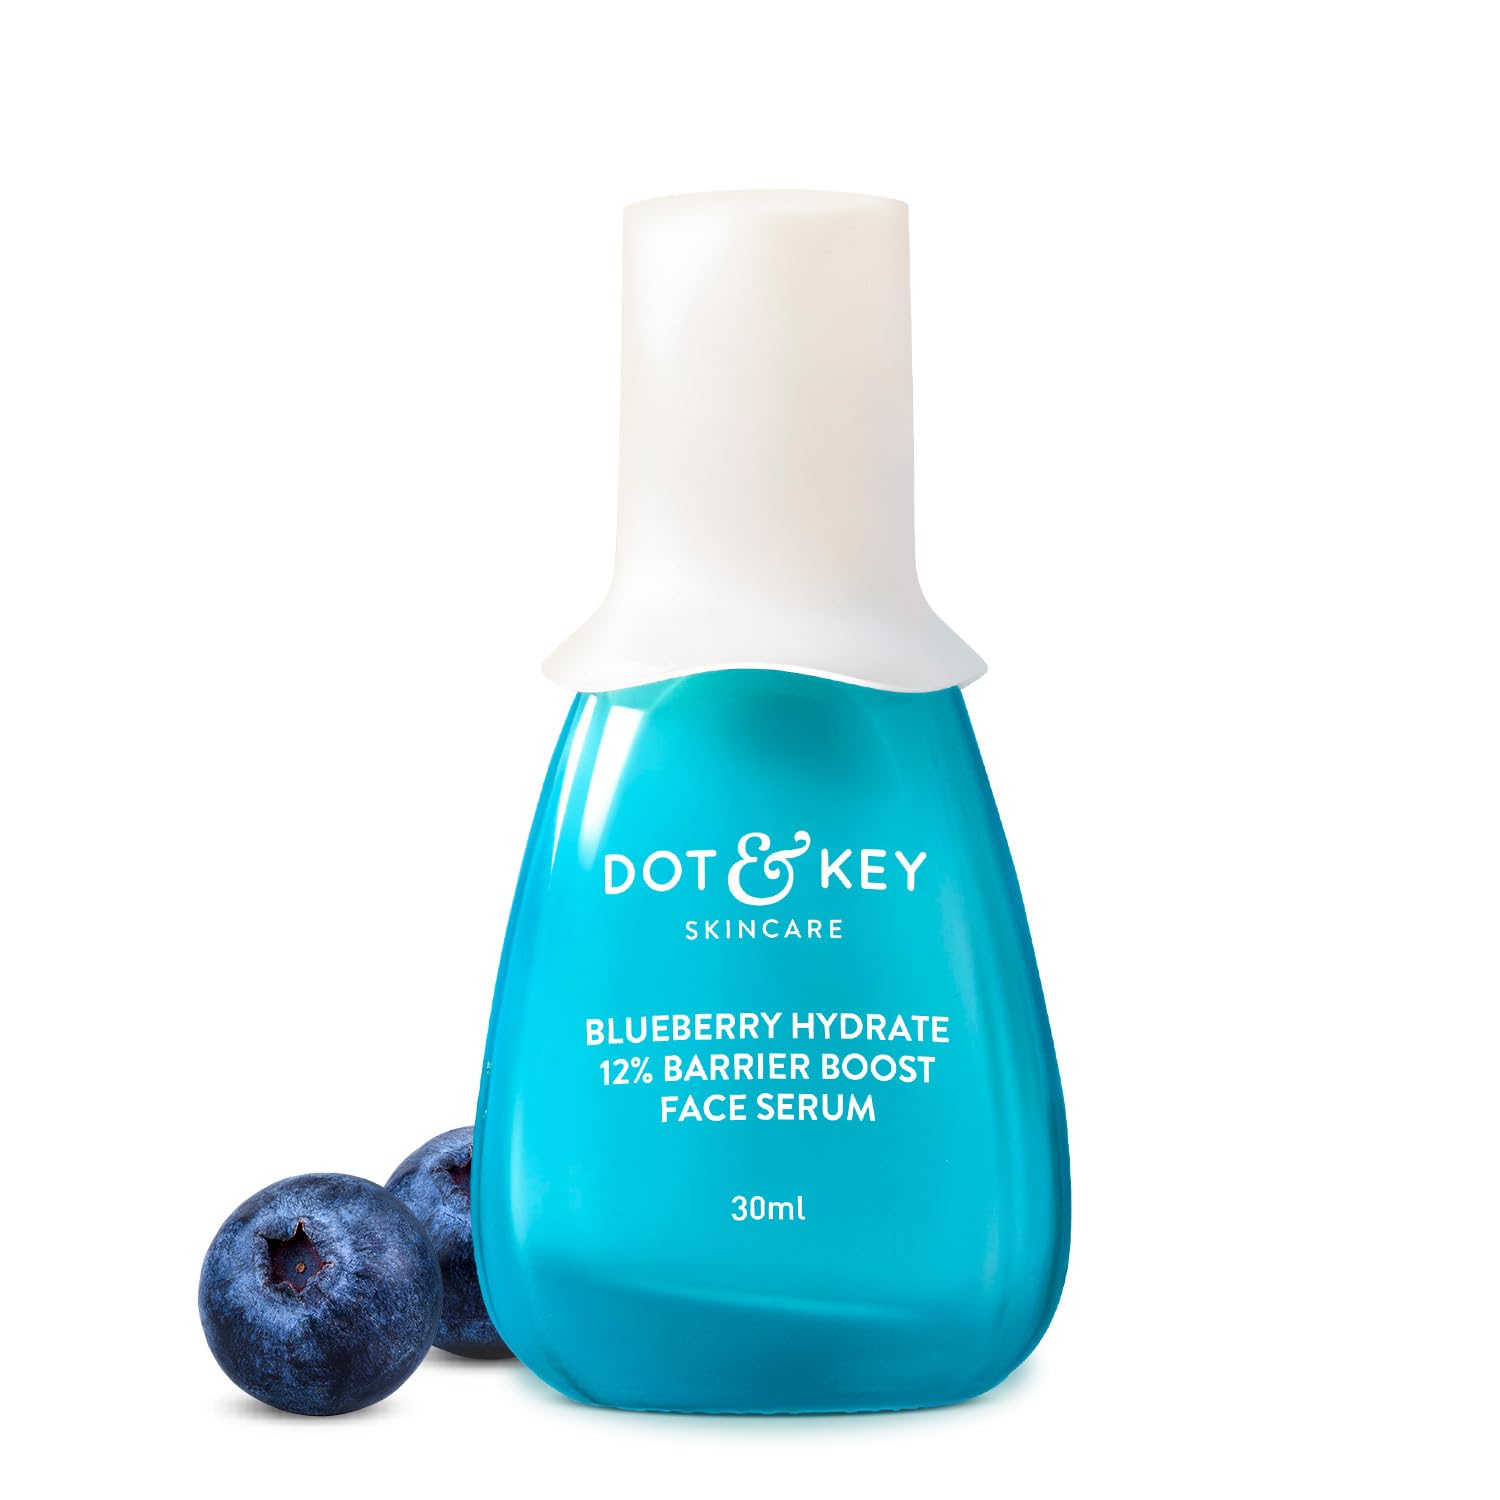 DOT & KEY
SKINCARE
BLUEBERRY HYDRATE
12% BARRIER BOOST
FACE SERUM
30ml